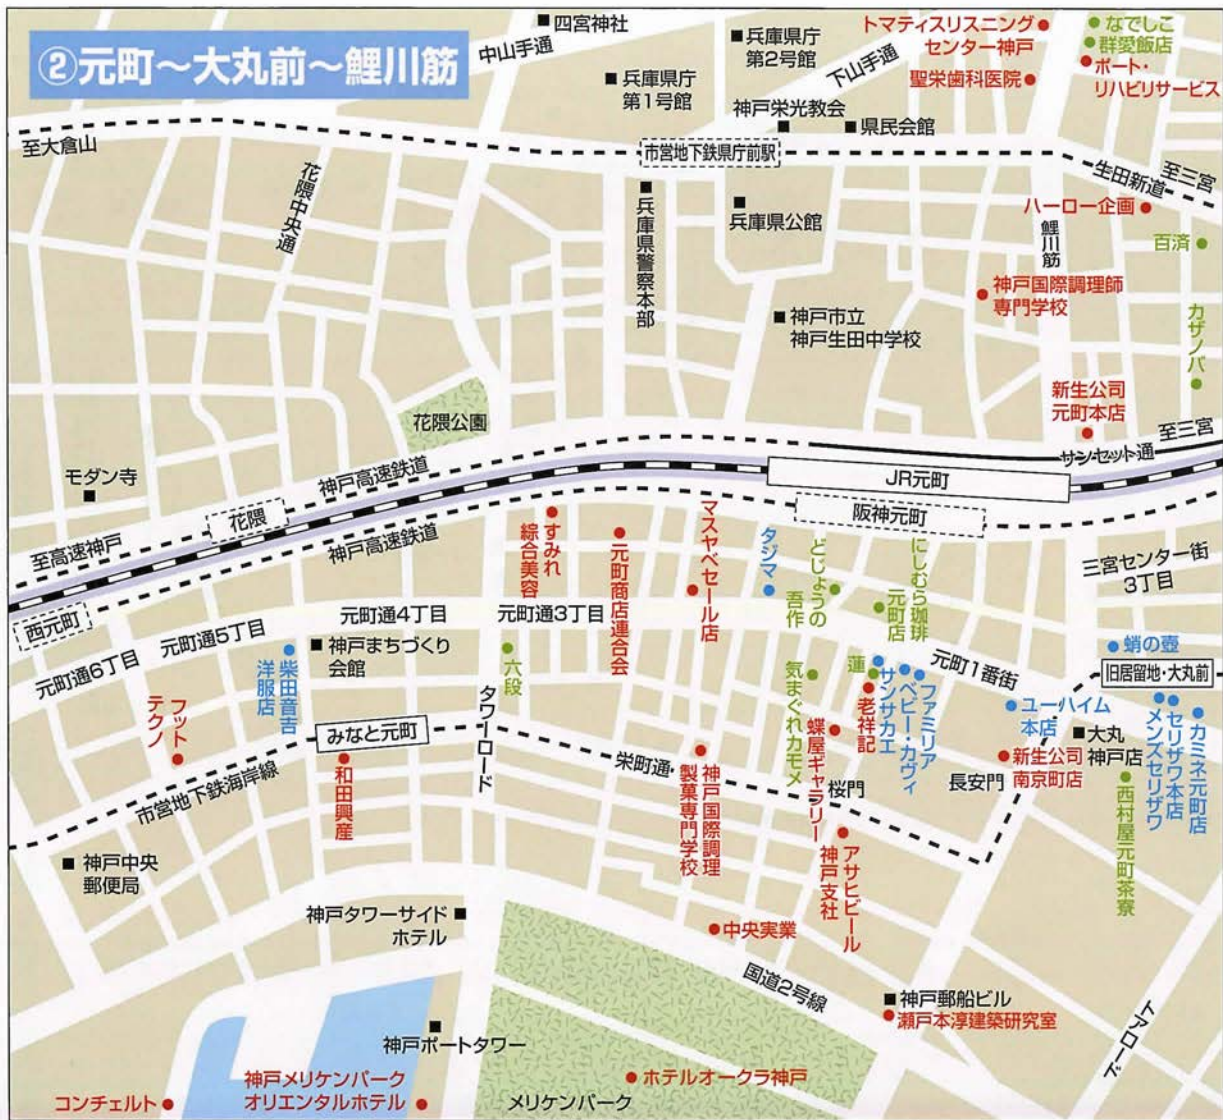 ②元町～大丸前～鯉川筋
四宮神社
中山手通
兵庫県庁
第1号館
兵庫県庁
第2号館
下山手通
トマティスリスニング
センター神戸
聖栄歯科医院
なでしこ
群愛飯店
ポート・
リハビリサービス
神戸栄光教会
県民会館
至大倉山
花隈中央通
市営地下鉄県庁前駅
生田新道
至三宮
兵庫県警察本部
兵庫県公館
ハーロー企画
鯉川筋
百済
神戸国際調理師
専門学校
神戸市立
神戸生田中学校
カザノバ
花隈公園
新生公司
元町本店
至三宮
サンセット通
モダン寺
神戸高速鉄道
JR元町
花隈
阪神元町
至高速神戸
神戸高速鉄道
すみれ
綜合美容
元町商店連合会
マスヤベセール店
タジマ
どじょうの
吾作
にしむら珈琲
元町店
三宮センター街
3丁目
西元町
元町通6丁目
元町通5丁目
元町通4丁目
元町通3丁目
元町1番街
神戸まちづくり
会館
柴田音吉
洋服店
六段
気まぐれカモメ
蓮
老祥記
サンサカエ
ベビー・カヴィ
ファミリア
蛸の壺
旧居留地・大丸前
ユーハイム
本店
大丸
神戸店
カミネ元町店
セリザワ本店
メンズセリザワ
フット
テクノ
みなと元町
タワーロード
栄町通
蝶屋ギャラリー
桜門
長安門
新生公司
南京町店
西村屋元町茶寮
市営地下鉄海岸線
和田興産
神戸国際調理
製菓専門学校
アサヒビール
神戸支社
神戸中央
郵便局
神戸タワーサイド
ホテル
中央実業
国道2号線
神戸郵船ビル
瀬戸本淳建築研究室
トアロード
神戸ポートタワー
コンチェルト
神戸メリケンパーク
オリエンタルホテル
メリケンパーク
ホテルオークラ神戸